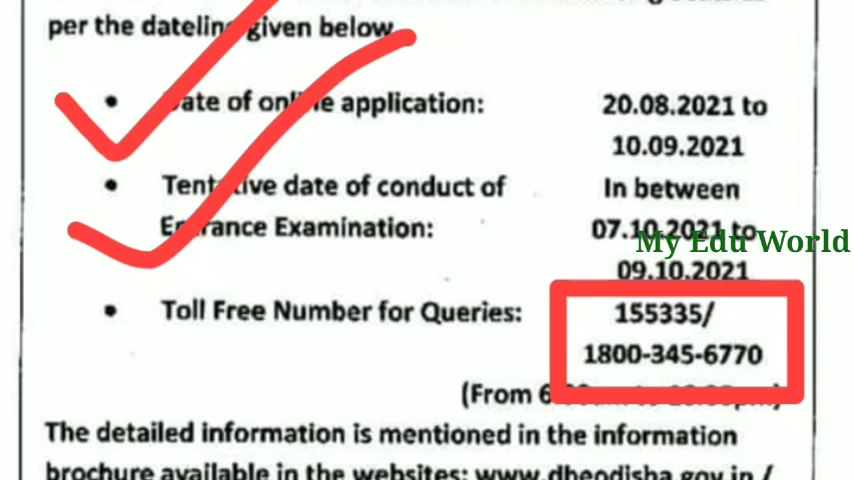 per the dateline given below
• Date of online application: 20.08.2021 to
10.09.2021
• Tentative date of conduct of In between
Entrance Examination: 07.10.2021 to
My Edu World
09.10.2021
• Toll Free Number for Queries: 155335/
1800-345-6770
(From
The detailed information is mentioned in the information
brochure available in the websites: www.dheodisha.gov.in /